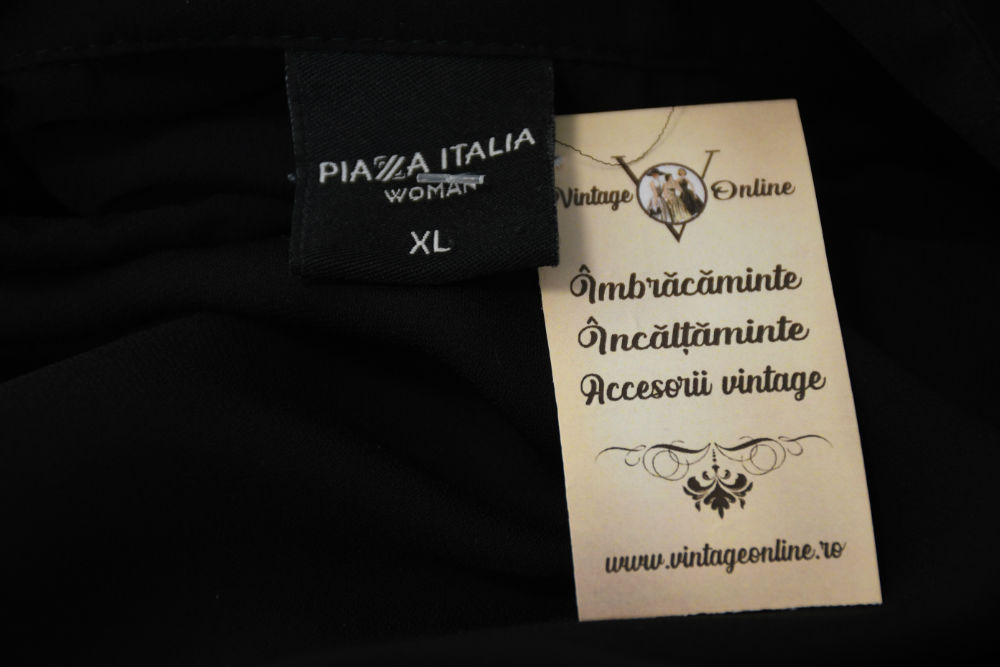 PIAZZA ITALIA
WOMAN
XL
Vintage Online
Îmbrăcăminte
Încălțăminte
Accesorii vintage
www.vintageonline.ro